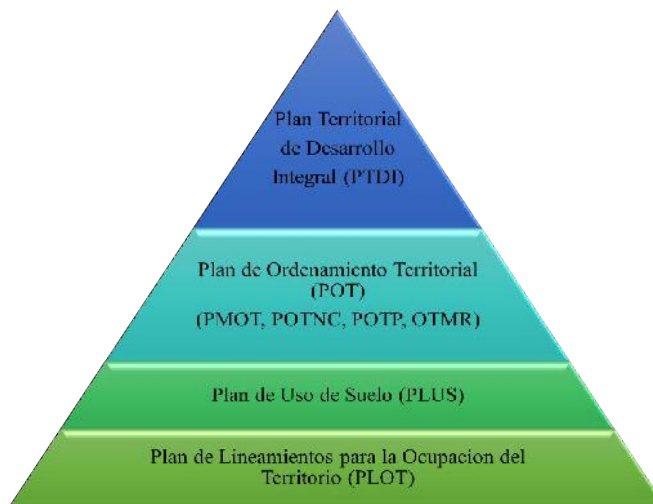 Plan Territorial
de Desarrollo
Integral (PTDI)
Plan de Ordenamiento Territorial
(POT)
(PMOT, POTNC, POTP, OTMR)
Plan de Uso de Suelo (PLUS)
Plan de Lineamientos para la Ocupacion del
Territorio (PLOT)